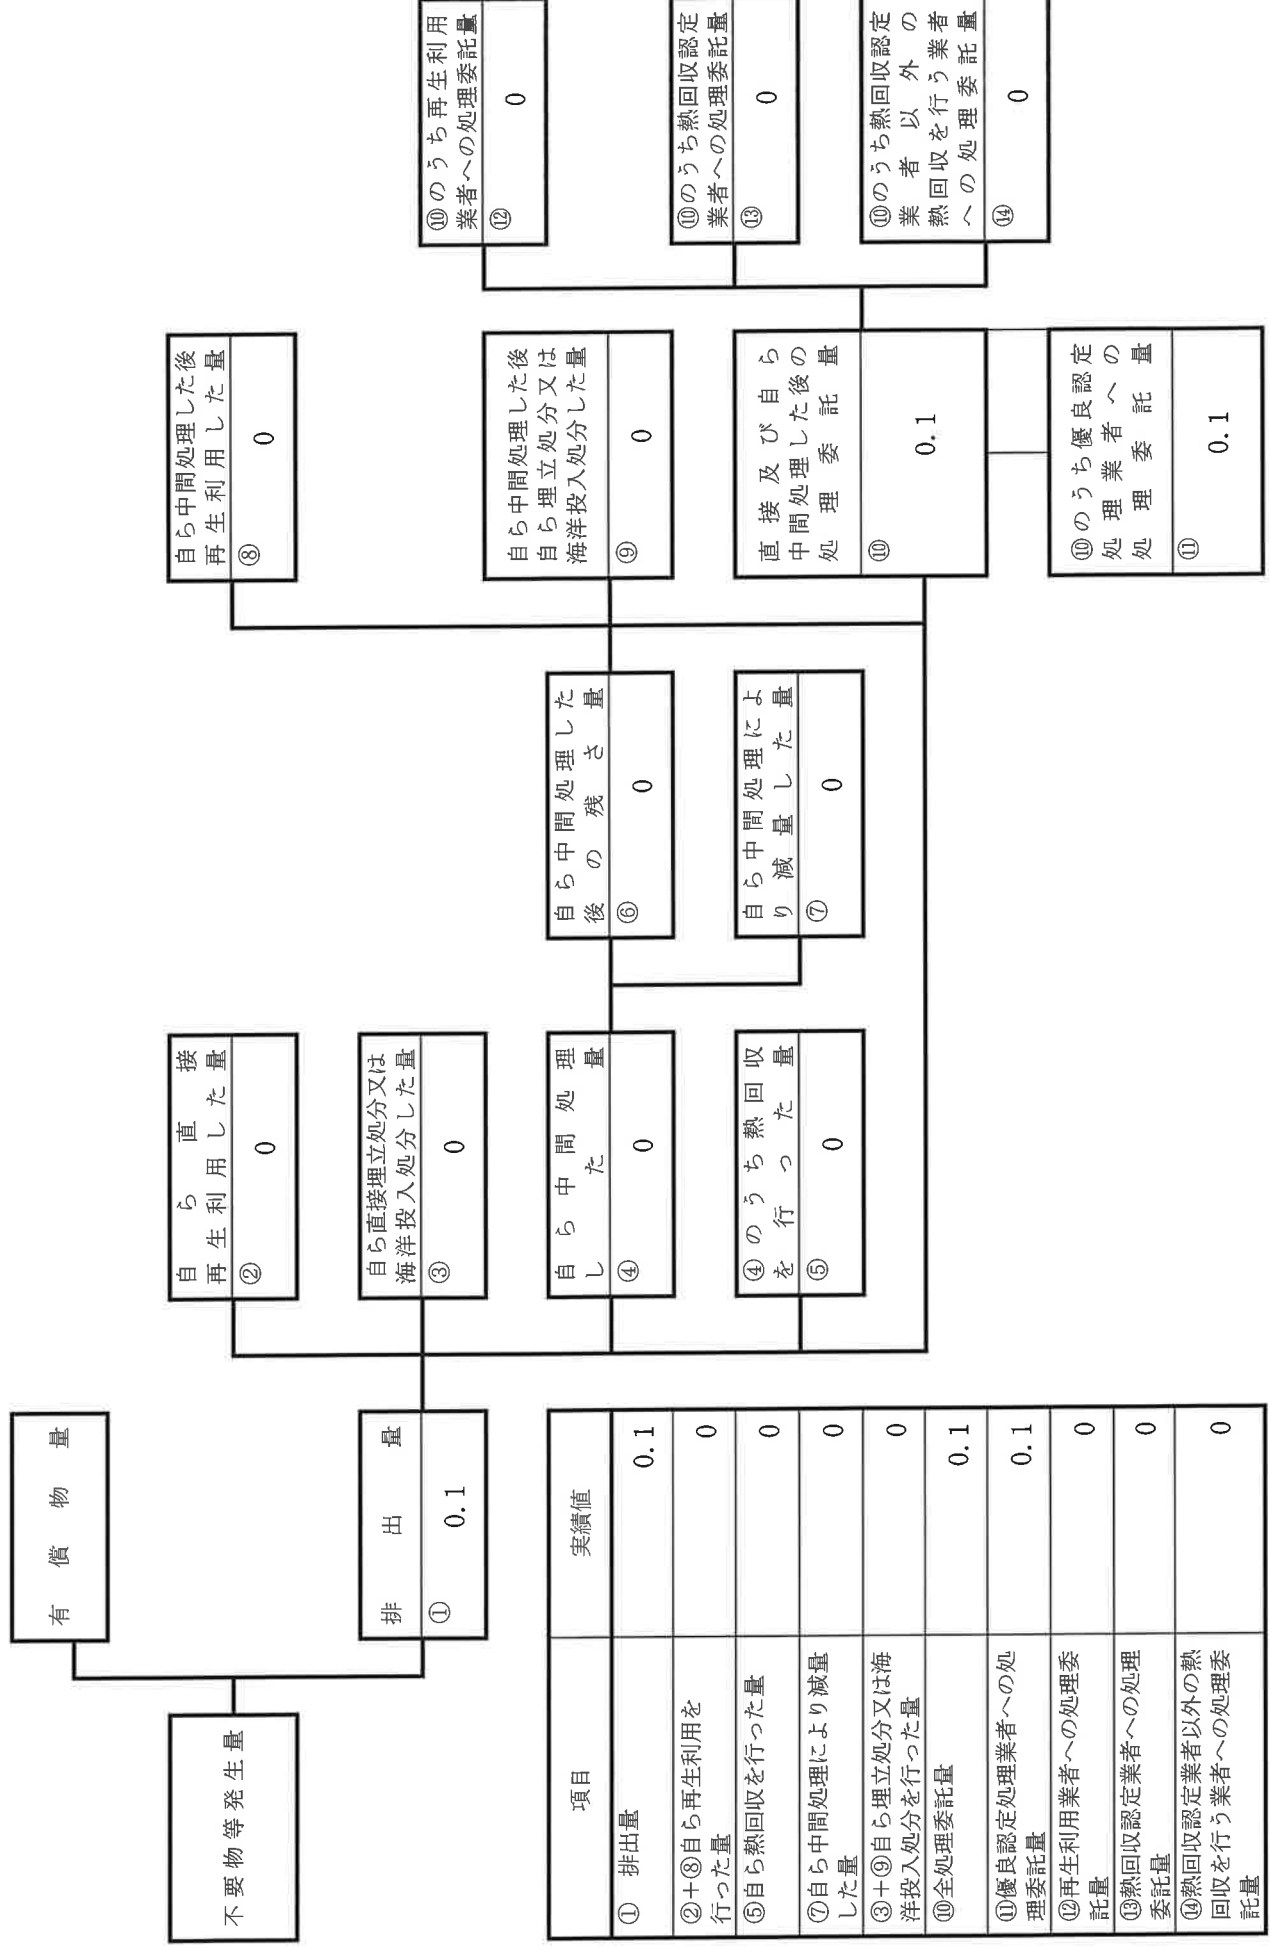 不要物等発生量
有償物量
排出量
① 0.1
自ら直接
再生利用した量
② 0
自ら直接埋立処分又は
海洋投入処分した量
③ 0
自ら中間処理
した量
④ 0
④のうち熱回収
を行った量
⑤ 0
自ら中間処理した
後の残さ量
⑥ 0
自ら中間処理によ
り減量した量
⑦ 0
自ら中間処理した後
再生利用した量
⑧ 0
自ら中間処理した後
自ら埋立処分又は
海洋投入処分した量
⑨ 0
直接及び自ら
中間処理した後の
処理委託量
⑩ 0.1
⑩のうち優良認定
処理業者への
処理委託量
⑪ 0.1
⑩のうち再生利用
業者への処理委託量
⑫ 0
⑩のうち熱回収認定
業者への処理委託量
⑬ 0
⑩のうち熱回収認定
業者以外の
熱回収を行う業者
への処理委託量
⑭ 0
項目 実績値
① 排出量 0.1
②+⑧自ら再生利用を
行った量 0
⑤自ら熱回収を行った量 0
⑦自ら中間処理により減量
した量 0
③+⑨自ら埋立処分又は海
洋投入処分を行った量 0
⑩全処理委託量 0.1
⑪優良認定処理業者への処
理委託量 0.1
⑫再生利用業者への処理委
託量 0
⑬熱回収認定業者への処理
委託量 0
⑭熱回収認定業者以外の熱
回収を行う業者への処理委
託量 0